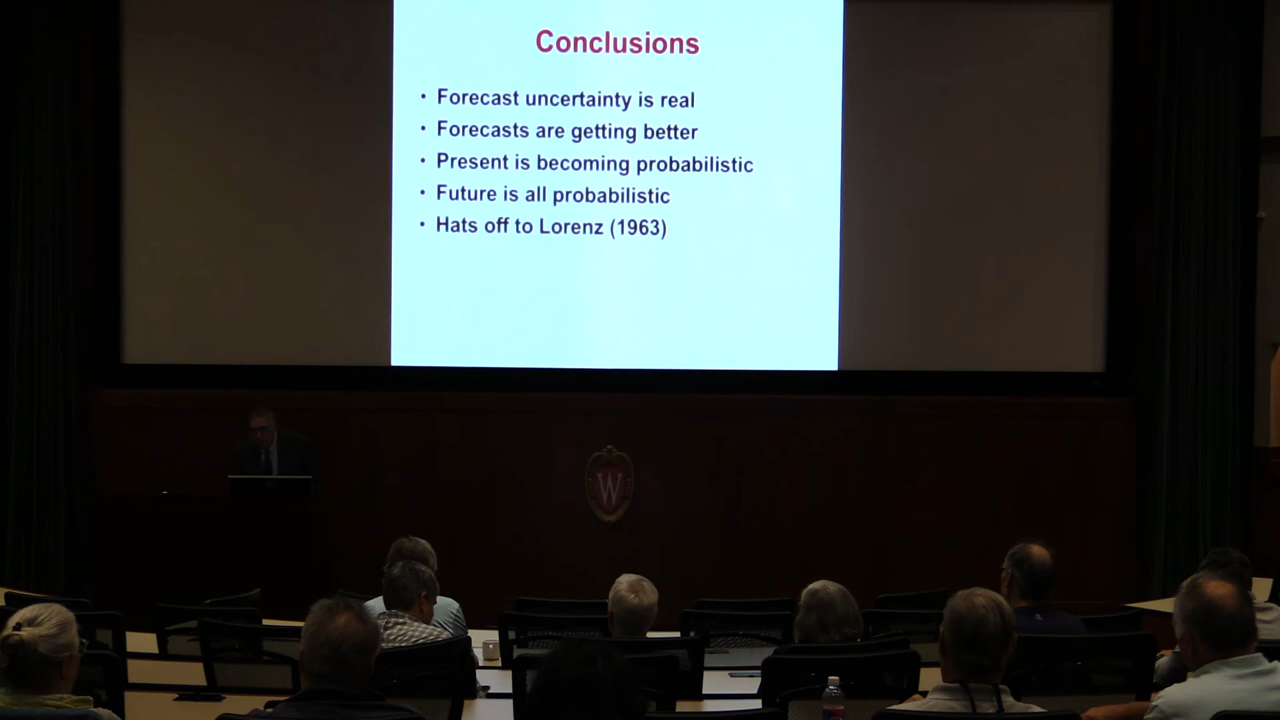 Conclusions
• Forecast uncertainty is real
• Forecasts are getting better
• Present is becoming probabilistic
• Future is all probabilistic
• Hats off to Lorenz (1963)
W